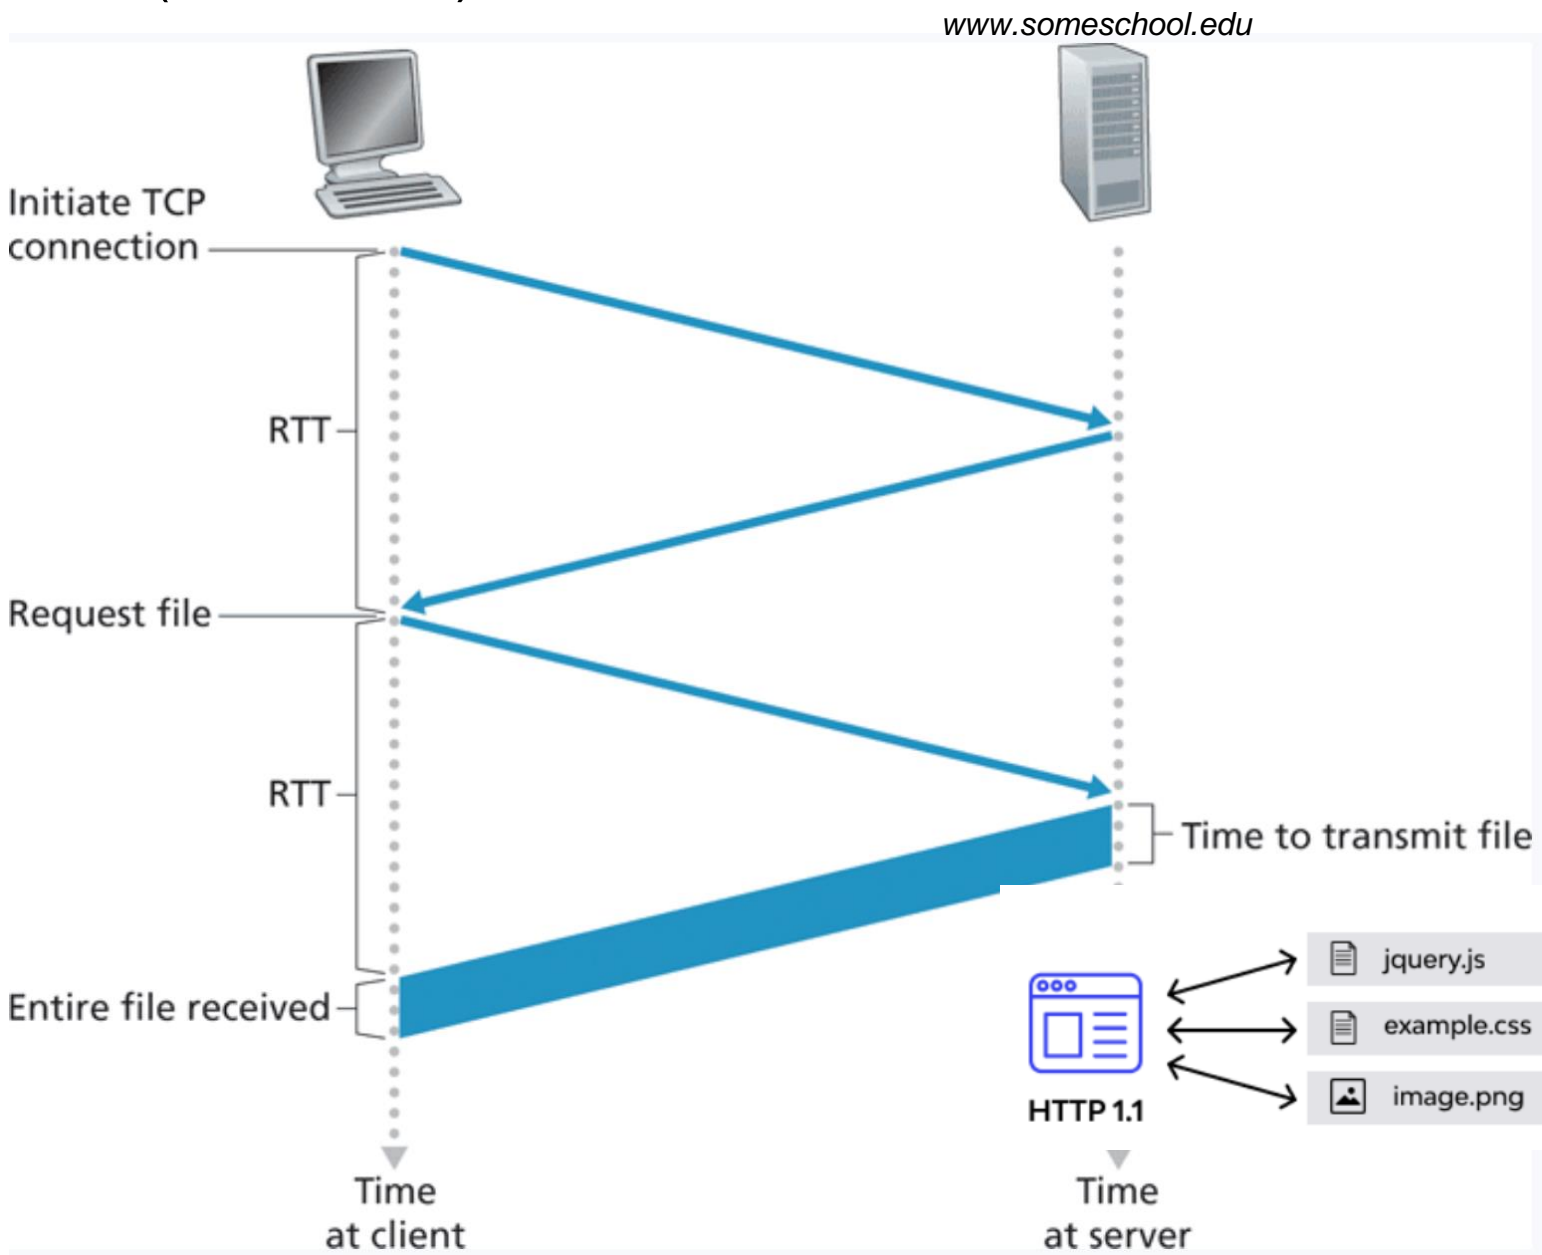 www.someschool.edu
Initiate TCP
connection
RTT
Request file
RTT
Time to transmit file
Entire file received
jquery.js
example.css
image.png
HTTP 1.1
Time
at client
Time
at server